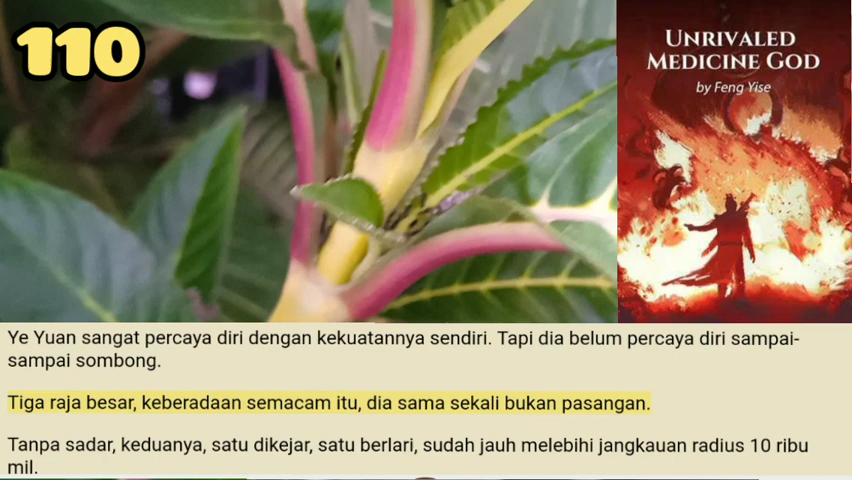 110
UNRIVALED
MEDICINE GOD
by Feng Yise
Ye Yuan sangat percaya diri dengan kekuatannya sendiri. Tapi dia belum percaya diri sampai-
sampai sombong.
Tiga raja besar, keberadaan semacam itu, dia sama sekali bukan pasangan.
Tanpa sadar, keduanya, satu dikejar, satu berlari, sudah jauh melebihi jangkauan radius 10 ribu
mil.